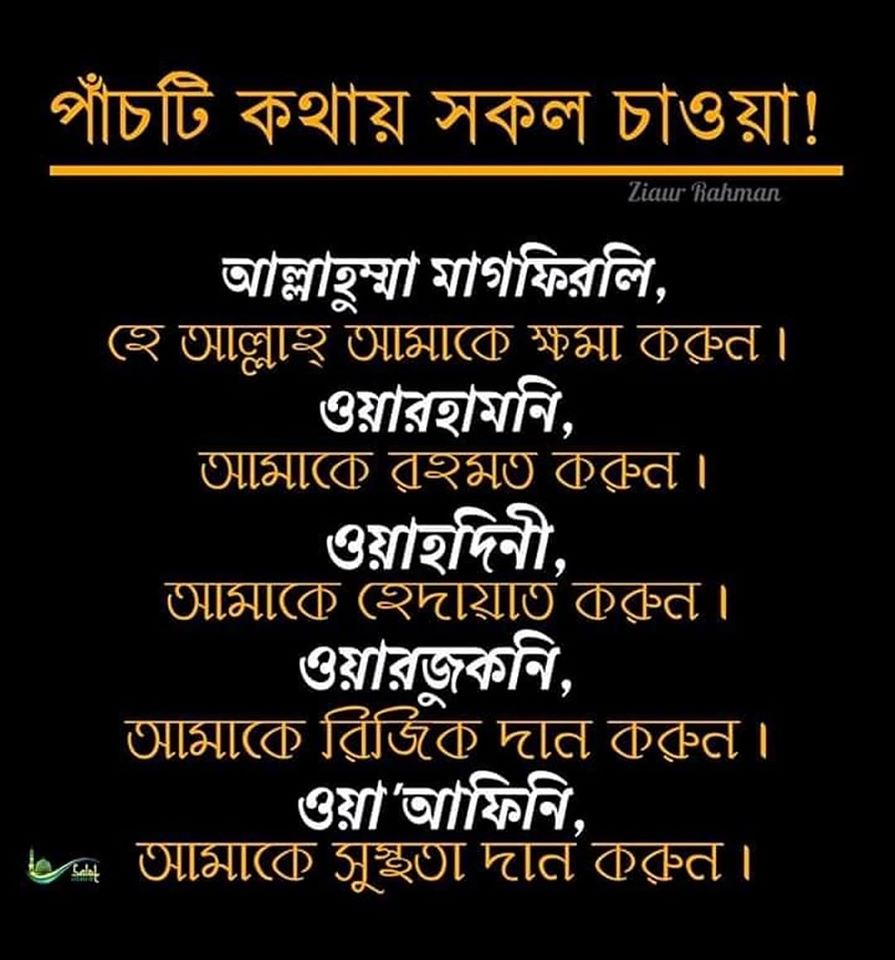 পাঁচটি কথায় সকল চাওয়া!
Ziaur Rahman
আল্লাহুম্মা মাগফিরলি,
হে আল্লাহ্ আমাকে ক্ষমা করুন।
ওয়ারহামনি,
আমাকে রহমত করুন।
ওয়াহদিনী,
আমাকে হেদায়াত করুন।
ওয়ারজুকনি,
আমাকে রিজিক দান করুন।
ওয়া'আফিনি,
আমাকে সুস্থতা দান করুন।